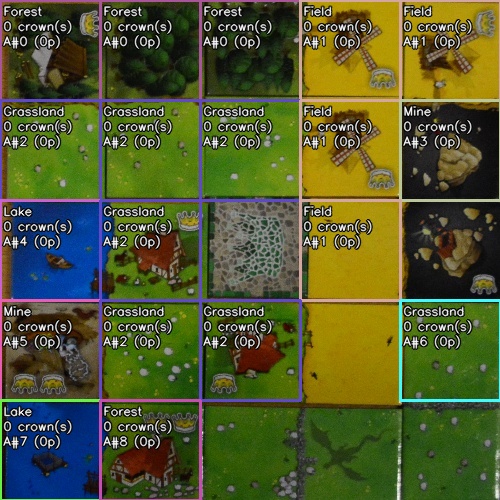 Forest
0 crown(s)
A#0 (0p)
Forest
0 crown(s)
A#0 (0p)
Forest
0 crown(s)
A#0 (0p)
Field
0 crown(s)
A#1 (0p)
Field
0 crown(s)
A#1 (0p)
Grassland
0 crown(s)
A#2 (0p)
Grassland
0 crown(s)
A#2 (0p)
Grassland
0 crown(s)
A#2 (0p)
Field
0 crown(s)
A#1 (0p)
Mine
0 crown(s)
A#3 (0p)
Lake
0 crown(s)
A#4 (0p)
Grassland
0 crown(s)
A#2 (0p)
Field
0 crown(s)
A#1 (0p)
Mine
0 crown(s)
A#5 (0p)
Grassland
0 crown(s)
A#2 (0p)
Grassland
0 crown(s)
A#2 (0p)
Grassland
0 crown(s)
A#6 (0p)
Lake
0 crown(s)
A#7 (0p)
Forest
0 crown(s)
A#8 (0p)